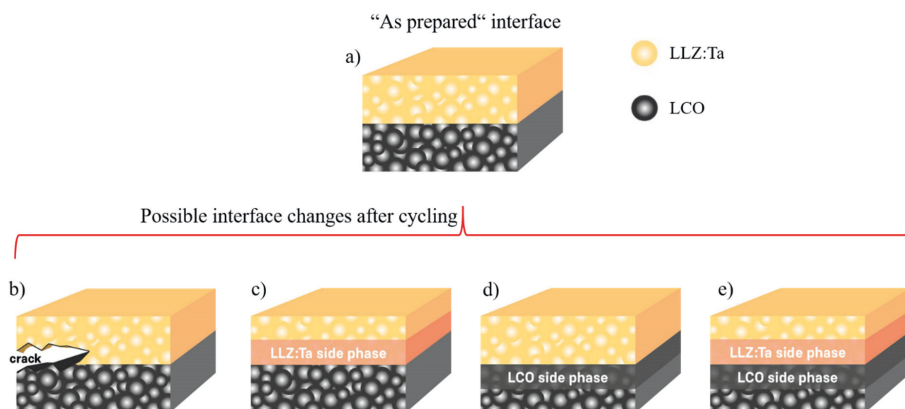 “As prepared“ interface
a)
LLZ:Ta
LCO
Possible interface changes after cycling
b)
c)
d)
e)
crack
LLZ:Ta side phase
LCO side phase
LLZ:Ta side phase
LCO side phase